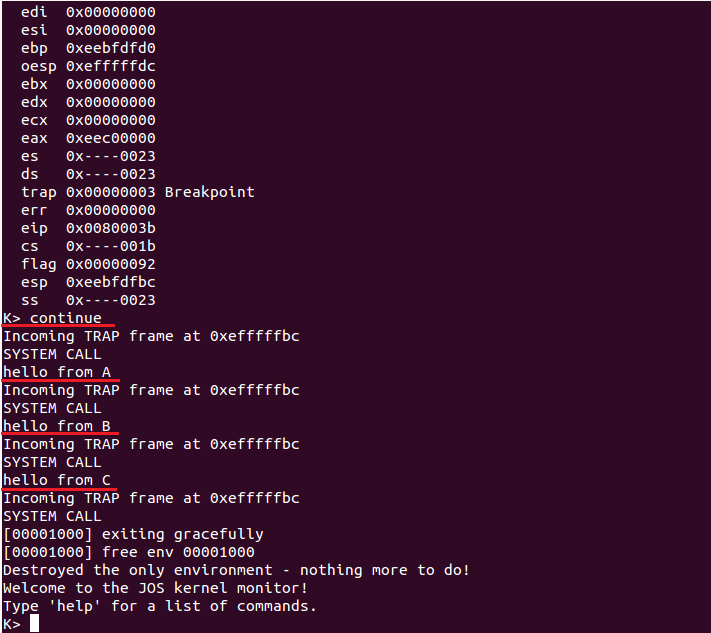 edi 0x00000000
esi 0x00000000
ebp 0xeebfdfd0
oesp 0xefffffdc
ebx 0x00000000
edx 0x00000000
ecx 0x00000000
eax 0xeec00000
es 0x----0023
ds 0x----0023
trap 0x00000003 Breakpoint
err 0x00000000
eip 0x0080003b
cs 0x----001b
flag 0x00000092
esp 0xeebfdfbc
ss 0x----0023
K> continue
Incoming TRAP frame at 0xefffffbc
SYSTEM CALL
hello from A
Incoming TRAP frame at 0xefffffbc
SYSTEM CALL
hello from B
Incoming TRAP frame at 0xefffffbc
SYSTEM CALL
hello from C
Incoming TRAP frame at 0xefffffbc
SYSTEM CALL
[00001000] exiting gracefully
[00001000] free env 00001000
Destroyed the only environment - nothing more to do!
Welcome to the JOS kernel monitor!
Type 'help' for a list of commands.
K>